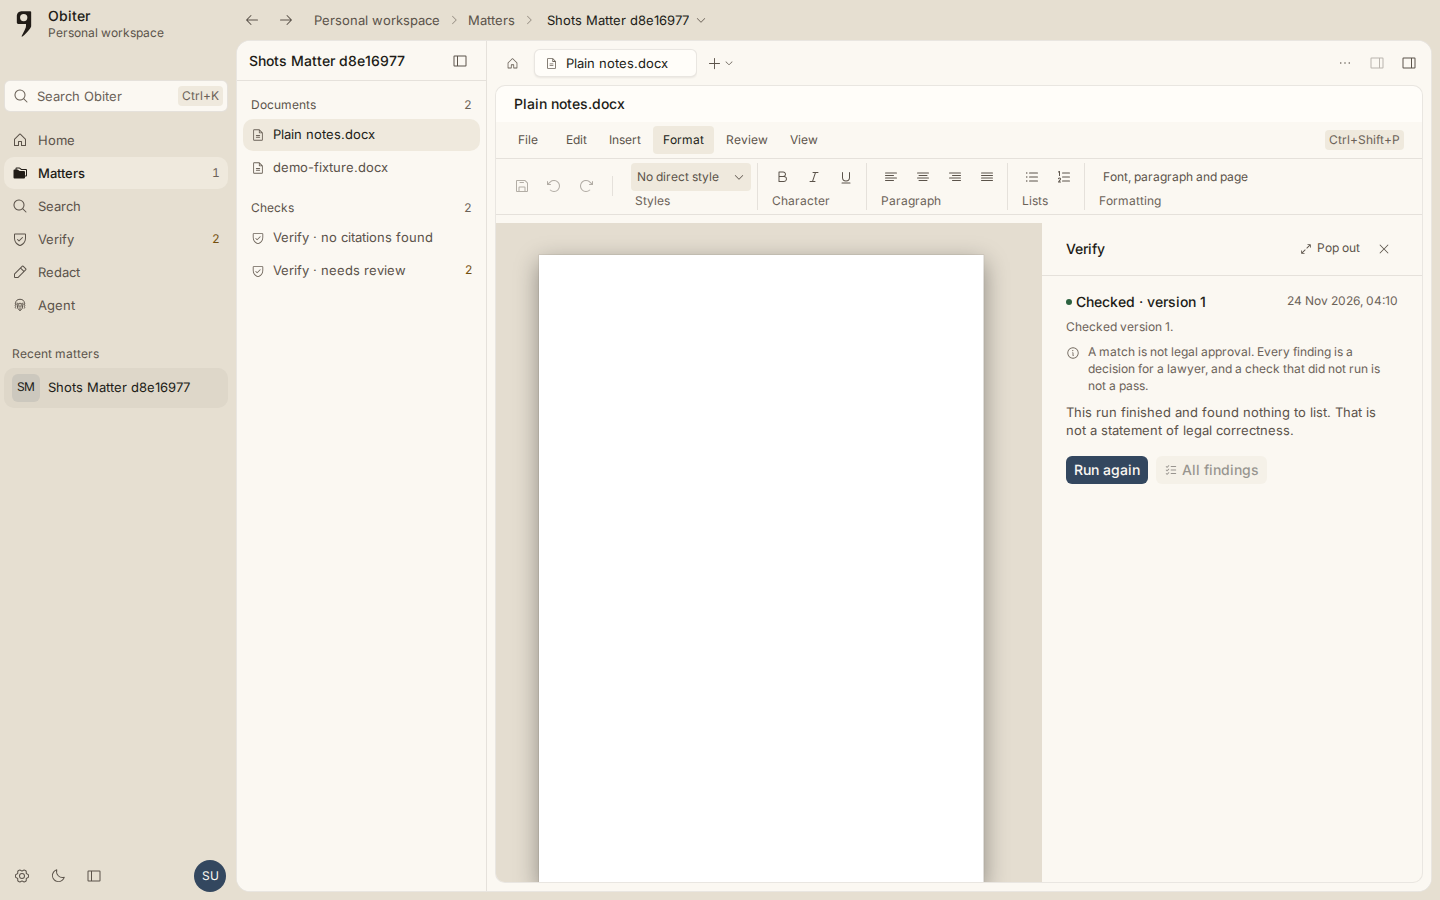 Obiter
Personal workspace
Search Obiter
Ctrl+K
Home
Matters
1
Search
Verify
2
Redact
Agent
Recent matters
SM
Shots Matter d8e16977
SU
Personal workspace
Matters
Shots Matter d8e16977
Shots Matter d8e16977
Documents
2
Plain notes.docx
demo-fixture.docx
Checks
2
Verify · no citations found
Verify · needs review
2
Plain notes.docx
Plain notes.docx
File
Edit
Insert
Format
Review
View
Ctrl+Shift+P
No direct style
Styles
B
I
U
Character
Paragraph
Lists
Font, paragraph and page
Formatting
Verify
Pop out
Checked · version 1
24 Nov 2026, 04:10
Checked version 1.
A match is not legal approval. Every finding is a
decision for a lawyer, and a check that did not run is
not a pass.
This run finished and found nothing to list. That is
not a statement of legal correctness.
Run again
All findings